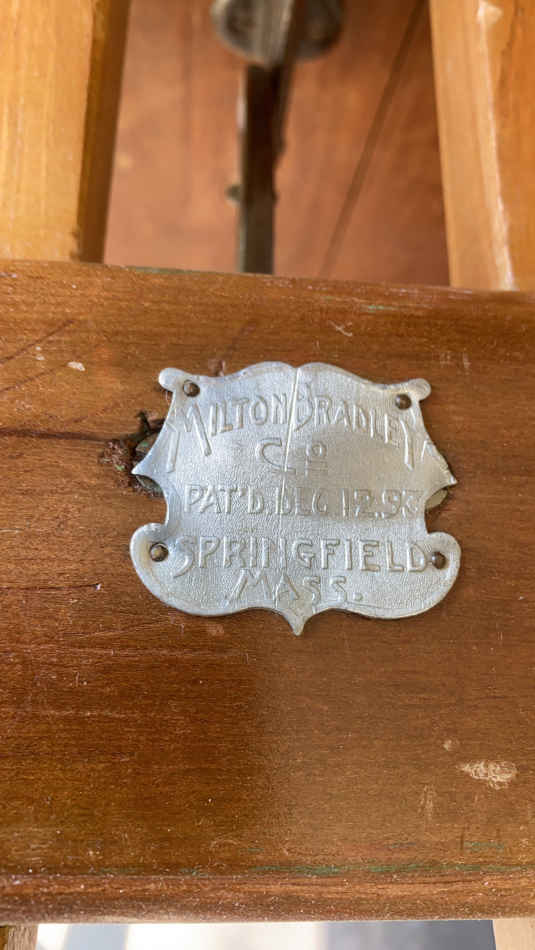 MILTON BRADLEY
Co
PAT'D. DEC 12.93
SPRINGFIELD
MASS.